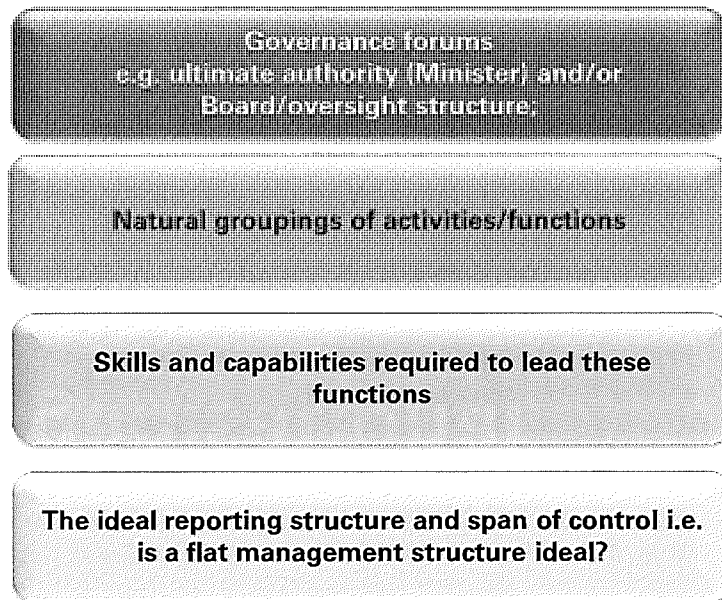 Governance forums
e.g. ultimate authority (Minister) and/or
Board/oversight structure;
Natural groupings of activities/functions
Skills and capabilities required to lead these
functions
The ideal reporting structure and span of control i.e.
is a flat management structure ideal?